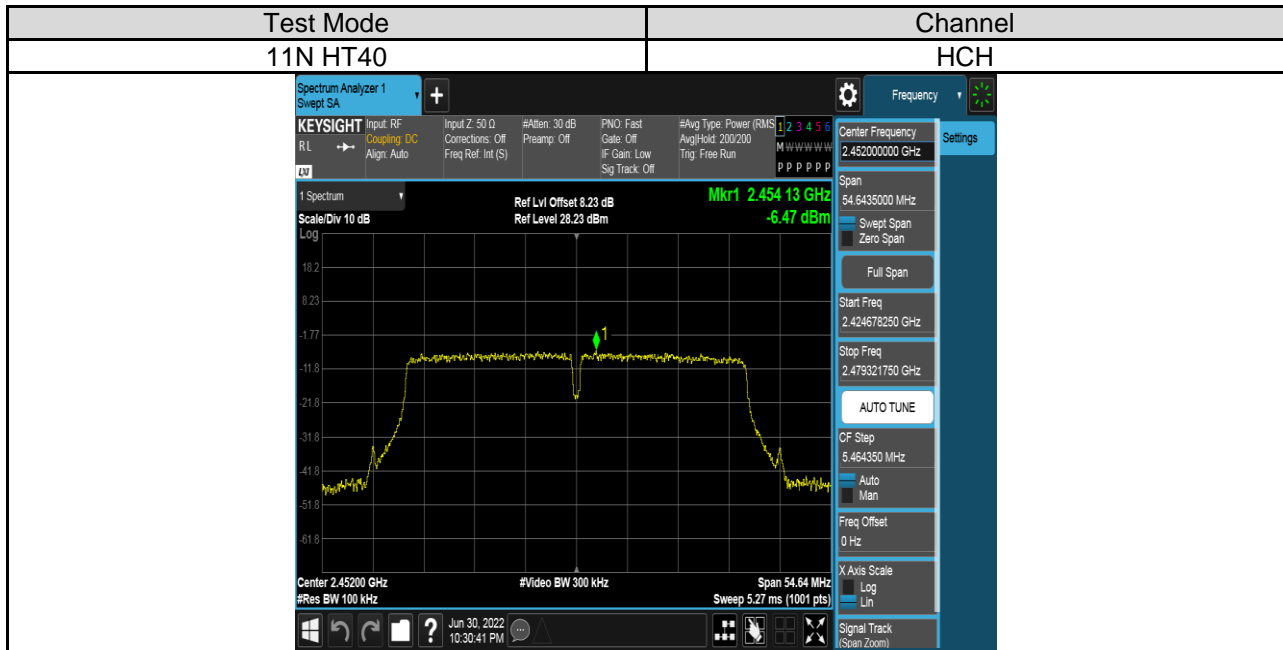 Test Mode Channel
11N HT40 HCH
Spectrum Analyzer 1
Swept SA
+
Frequency
KEYSIGHT Input: RF Input Z: 50 Ω #Atten: 30 dB PNO: Fast #Avg Type: Power (RMS 1 2 3 4 5 6
RL Coupling: DC Corrections: Off Preamp: Off Gate: Off Avg|Hold: 200/200 M W W W W W
Align: Auto Freq Ref: Int (S) IF Gain: Low Trig: Free Run
LXI Sig Track: Off P P P P P P
1 Spectrum
Ref Lvl Offset 8.23 dB Mkr1 2.454 13 GHz
Scale/Div 10 dB Ref Level 28.23 dBm -6.47 dBm
Log
18.2
8.23
-1.77
1
-11.8
-21.8
-31.8
-41.8
-51.8
-61.8
Center 2.45200 GHz #Video BW 300 kHz Span 54.64 MHz
#Res BW 100 kHz Sweep 5.27 ms (1001 pts)
Center Frequency
2.452000000 GHz
Settings
Span
54.6435000 MHz
Swept Span
Zero Span
Full Span
Start Freq
2.424678250 GHz
Stop Freq
2.479321750 GHz
AUTO TUNE
CF Step
5.464350 MHz
Auto
Man
Freq Offset
0 Hz
X Axis Scale
Log
Lin
Signal Track
(Span Zoom)
? Jun 30, 2022
10:30:41 PM